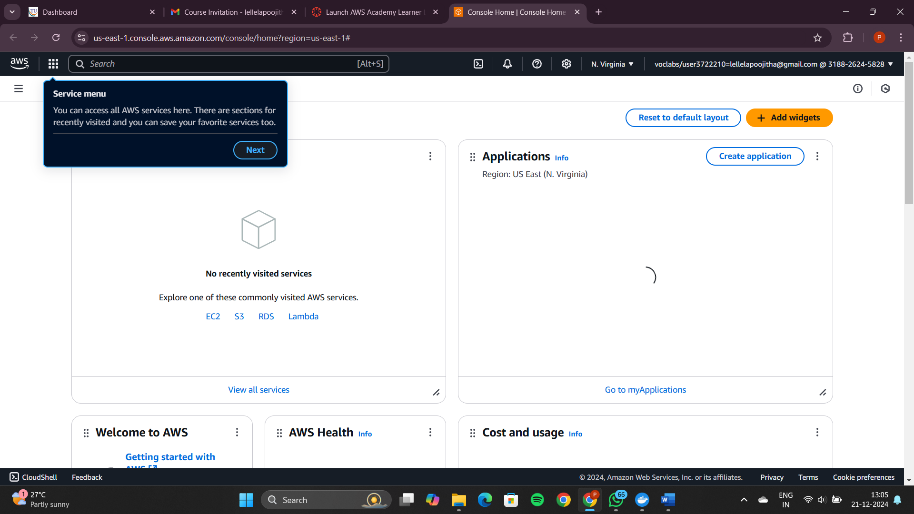 Dashboard
Course Invitation - lellelapoojit
Launch AWS Academy Learner
Console Home | Console Hom
us-east-1.console.aws.amazon.com/console/home?region=us-east-1#
P
aws
Search
[Alt+S]
N. Virginia
voclabs/user3722210=lellelapoojitha@gmail.com @ 3188-2624-5828
Service menu
You can access all AWS services here. There are sections for
recently visited and you can save your favorite services too.
Next
Reset to default layout
+ Add widgets
No recently visited services
Explore one of these commonly visited AWS services.
EC2 S3 RDS Lambda
View all services
Applications Info
Create application
Region: US East (N. Virginia)
Go to myApplications
Welcome to AWS
Getting started with
AWS
AWS Health Info
Cost and usage Info
CloudShell
Feedback
© 2024, Amazon Web Services, Inc. or its affiliates.
Privacy
Terms
Cookie preferences
1
27°C
Partly sunny
Search
65
ENG
IN
13:05
21-12-2024